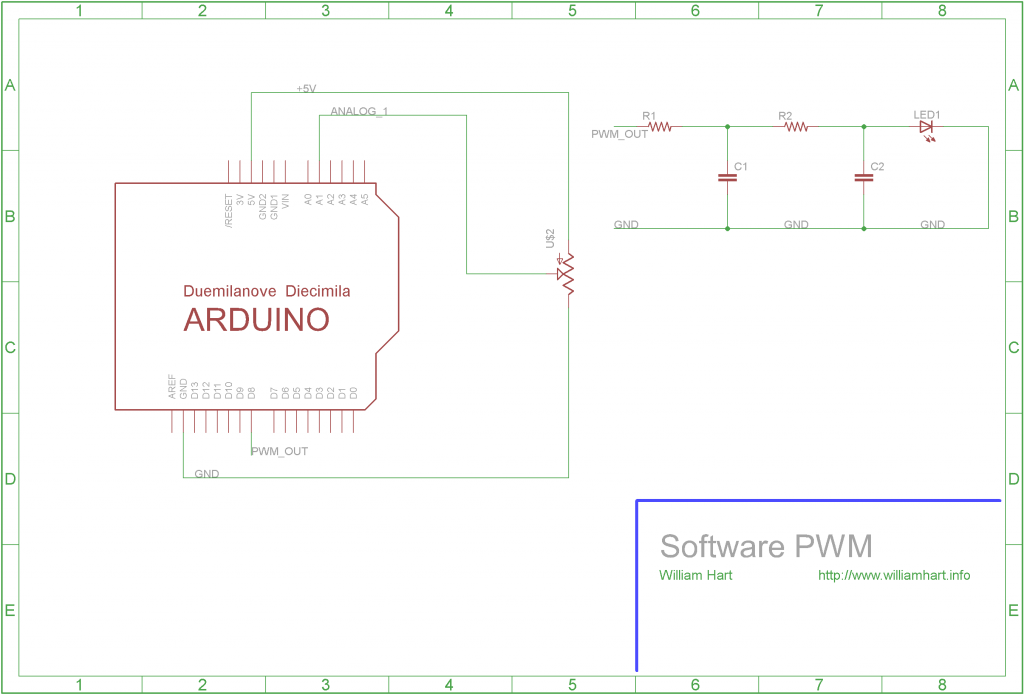 1 2 3 4 5 6 7 8
A A
+5V
ANALOG_1
R1 R2 LED1
PWM_OUT
C1 C2
B B
/RESET 3V 5V GND2 GND1 VIN A0 A1 A2 A3 A4 A5
GND GND GND
U$2
Duemilanove Diecimila
ARDUINO
C C
AREF GND D13 D12 D11 D10 D9 D8 D7 D6 D5 D4 D3 D2 D1 D0
PWM_OUT
GND
D D
Software PWM
William Hart http://www.williamhart.info
E E
1 2 3 4 5 6 7 8